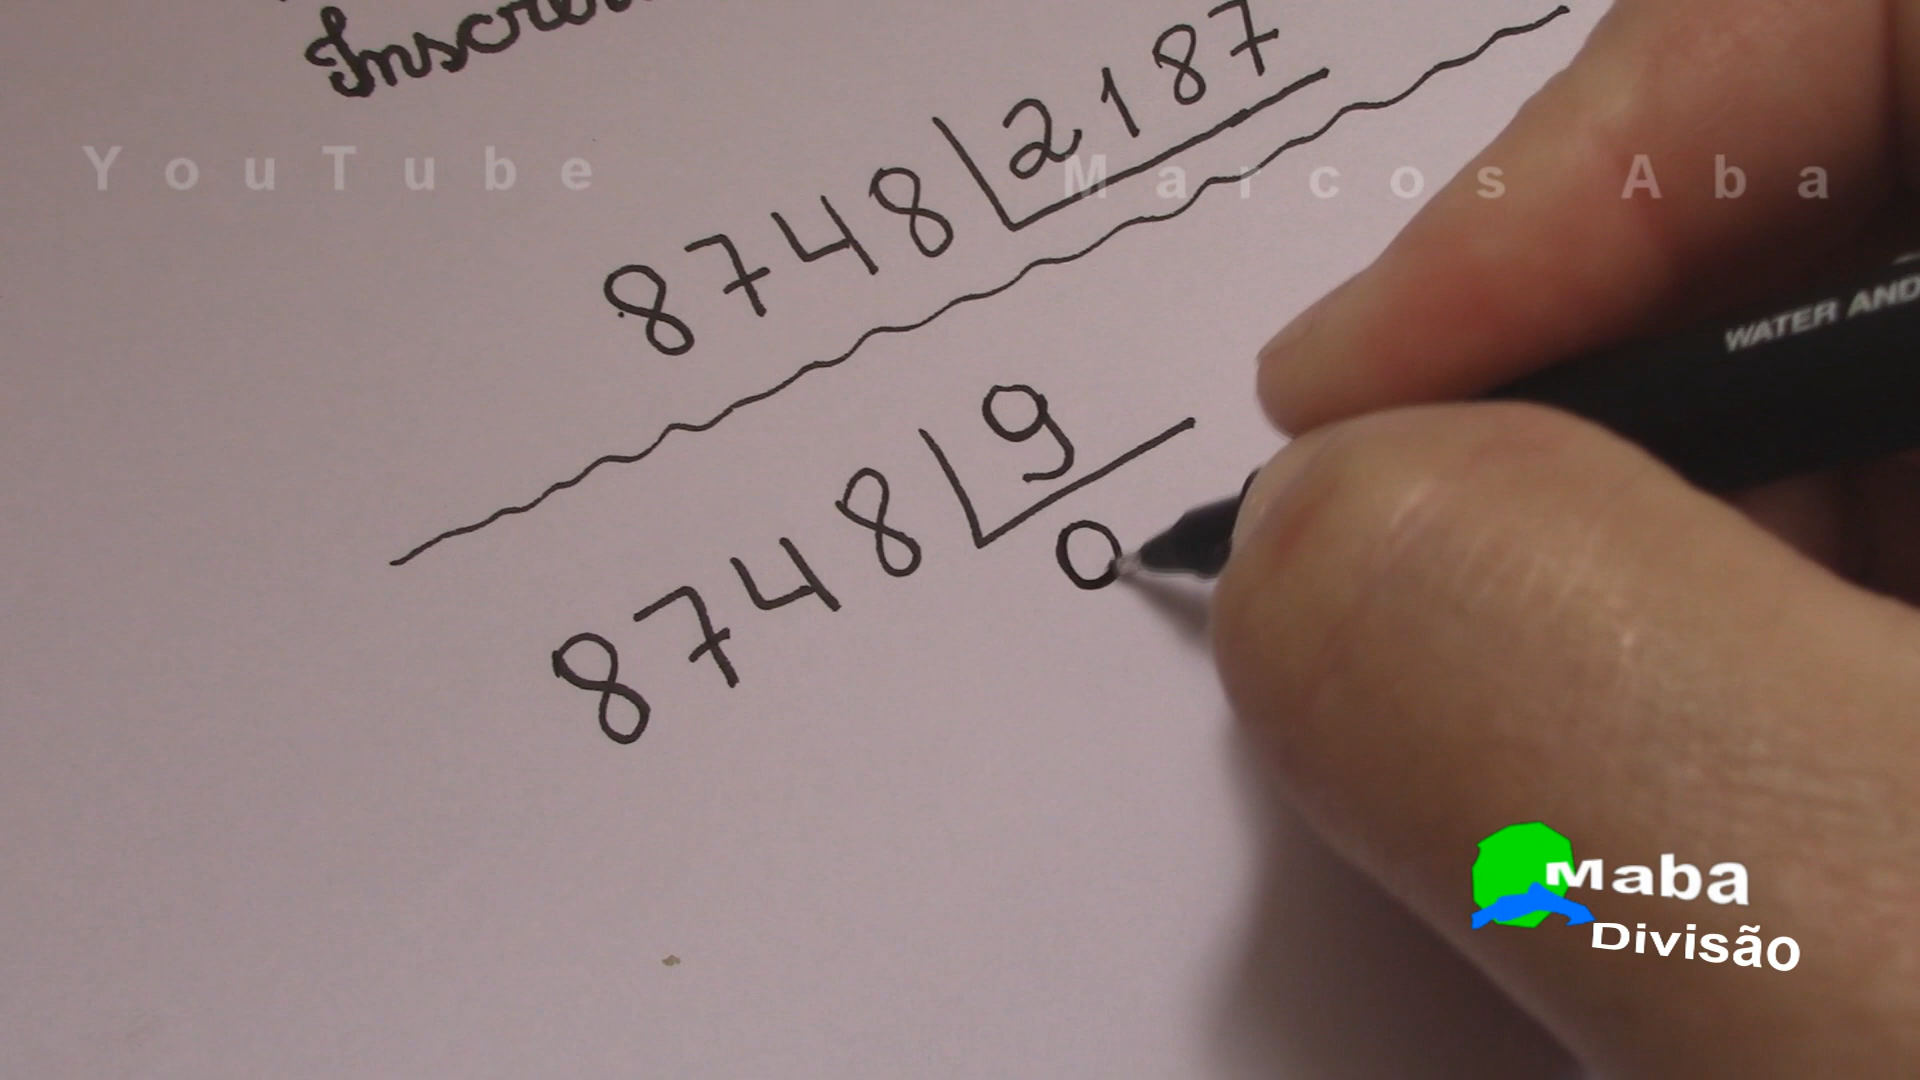 YouTube Marcos Aba
8748 2187
8748 9
0
WATER AND
Maba
Divisão